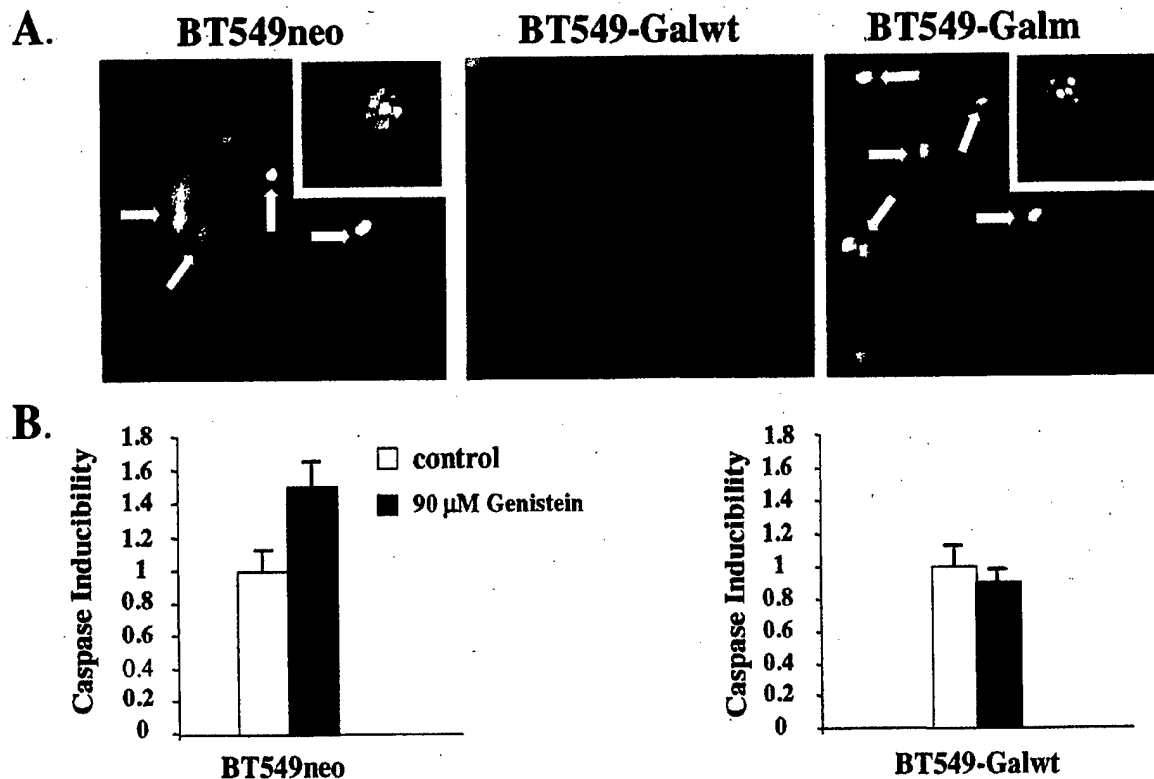 A.
BT549neo
BT549-Galwt
BT549-Galm
B.
Caspase Inducibility
1.8
1.6
1.4
1.2
1
0.8
0.6
0.4
0.2
0
control
90 μM Genistein
BT549neo
Caspase Inducibility
1.8
1.6
1.4
1.2
1
0.8
0.6
0.4
0.2
0
BT549-Galwt